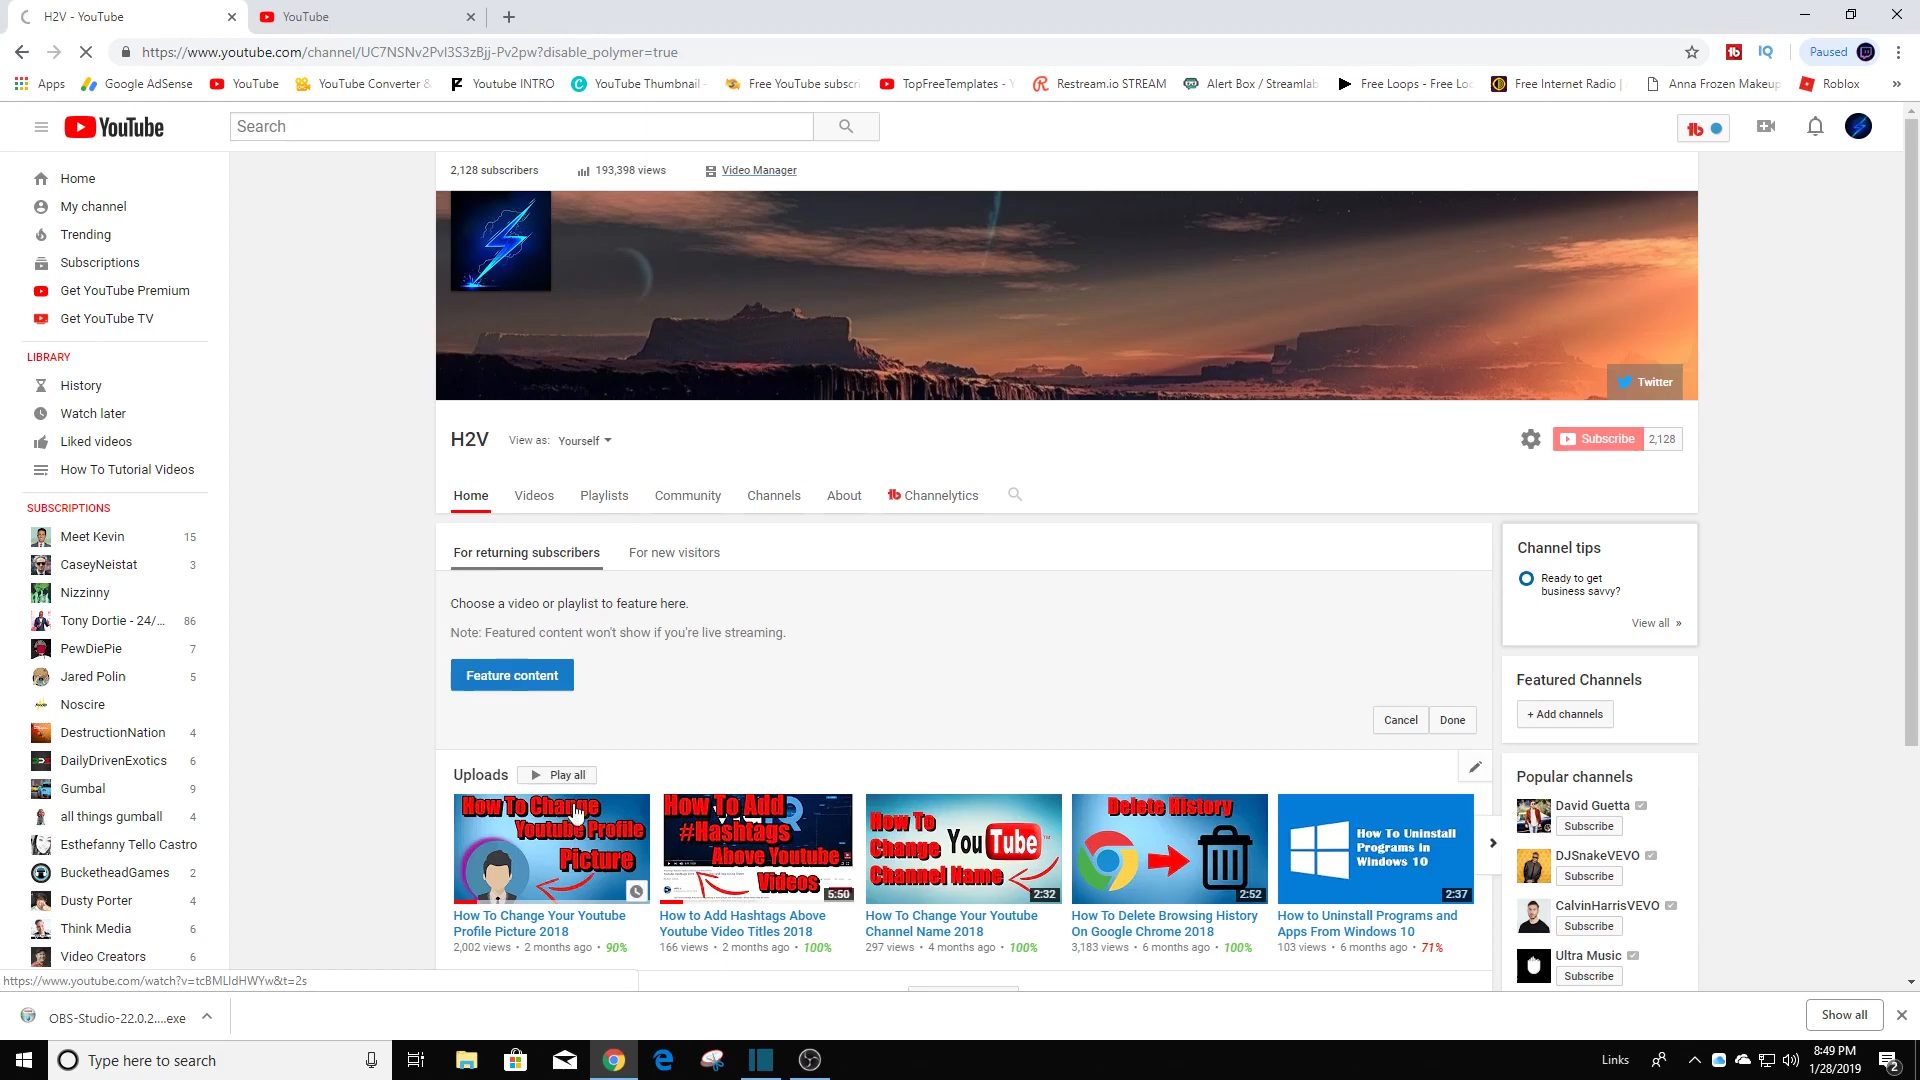 H2V - YouTube
YouTube
https://www.youtube.com/channel/UC7NSNv2PvI3S3zBjj-Pv2pw?disable_polymer=true
Paused
Apps
Google AdSense
YouTube
YouTube Converter &
Youtube INTRO
YouTube Thumbnail -
Free YouTube subscri
TopFreeTemplates - Y
Restream.io STREAM
Alert Box / Streamlab
Free Loops - Free Loo
Free Internet Radio |
Anna Frozen Makeup
Roblox
YouTube
Search
Home
My channel
Trending
Subscriptions
Get YouTube Premium
Get YouTube TV
LIBRARY
History
Watch later
Liked videos
How To Tutorial Videos
SUBSCRIPTIONS
Meet Kevin 15
CaseyNeistat 3
Nizzinny
Tony Dortie - 24/... 86
PewDiePie 7
Jared Polin 5
Noscire
DestructionNation 4
DailyDrivenExotics 6
Gumbal 9
all things gumball 4
Esthefanny Tello Castro
BucketheadGames 2
Dusty Porter 4
Think Media 6
Video Creators 6
2,128 subscribers
193,398 views
Video Manager
Twitter
H2V
View as: Yourself
Subscribe 2,128
Home
Videos
Playlists
Community
Channels
About
Channelytics
For returning subscribers
For new visitors
Choose a video or playlist to feature here.
Note: Featured content won't show if you're live streaming.
Feature content
Cancel
Done
Uploads
Play all
How To Change
Youtube Profile
Picture
How To Change Your Youtube
Profile Picture 2018
2,002 views • 2 months ago • 90%
How To Add
#Hashtags
Above Youtube
Videos
5:50
How to Add Hashtags Above
Youtube Video Titles 2018
166 views • 2 months ago • 100%
How To
Change YouTube
Channel Name
2:32
How To Change Your Youtube
Channel Name 2018
297 views • 4 months ago • 100%
Delete History
2:52
How To Delete Browsing History
On Google Chrome 2018
3,183 views • 6 months ago • 100%
How To Uninstall
Programs in
Windows 10
2:37
How to Uninstall Programs and
Apps From Windows 10
103 views • 6 months ago • 71%
Channel tips
Ready to get
business savvy?
View all »
Featured Channels
+ Add channels
Popular channels
David Guetta
Subscribe
DJSnakeVEVO
Subscribe
CalvinHarrisVEVO
Subscribe
Ultra Music
Subscribe
https://www.youtube.com/watch?v=tcBMLldHWYw&t=2s
OBS-Studio-22.0.2....exe
Show all
Type here to search
Links
8:49 PM
1/28/2019
2